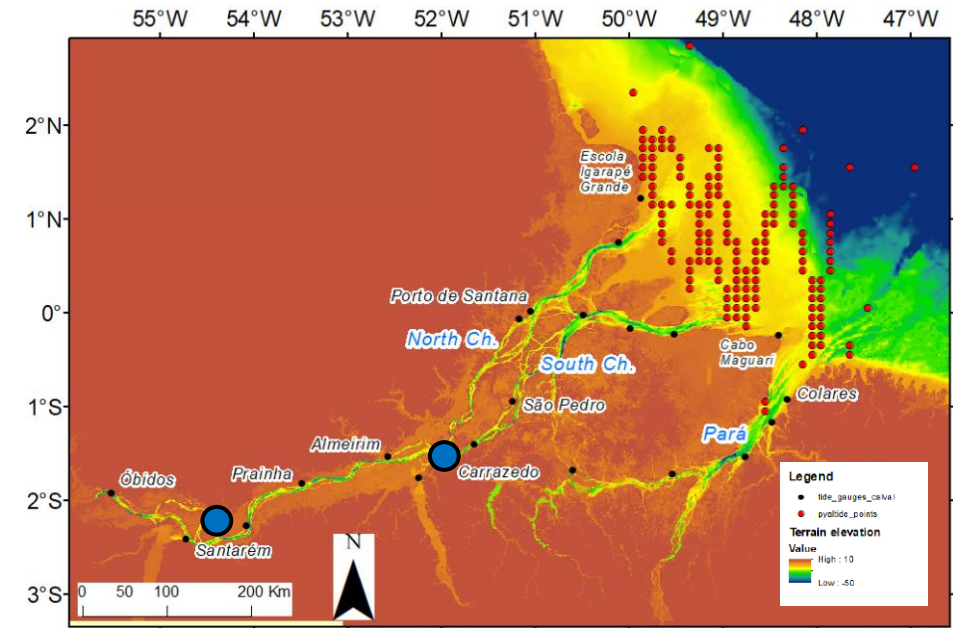 55°W 54°W 53°W 52°W 51°W 50°W 49°W 48°W 47°W
2°N
Escola
Igarapé
Grande
1°N
Porto de Santana
0°
North Ch.
South Ch.
Cabo
Maguari
1°S
São Pedro
Colares
Pará
Almeirim
Carrazedo
Prainha
Óbidos
2°S
Santarém
N
0 50 100 200 Km
3°S
Legend
tide_gauges_calval
pyaltide_points
Terrain elevation
Value
High : 10
Low : -50